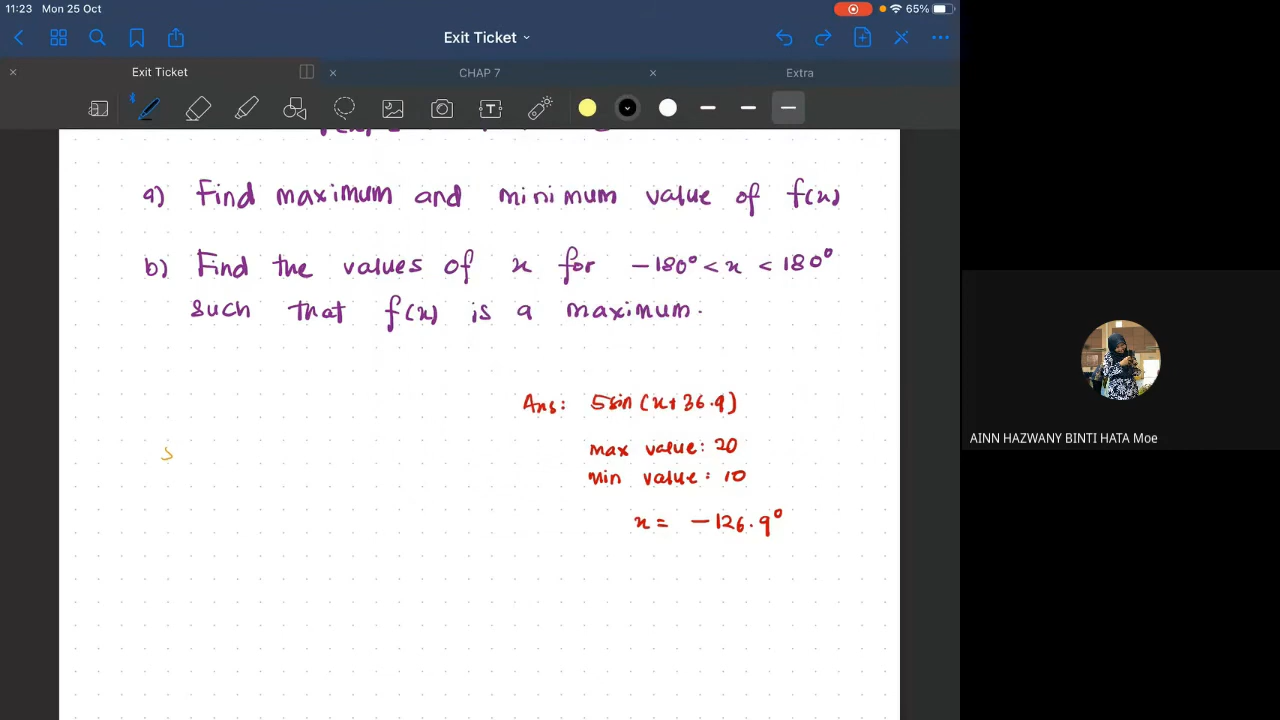 11:23 Mon 25 Oct
65%
Exit Ticket
Exit Ticket
CHAP 7
Extra
a) Find maximum and minimum value of f(x)
b) Find the values of x for -180° < x < 180°
such that f(x) is a maximum.
Ans: 5sin (x+36.9)
max value: 20
Min value: 10
x = -126.9°
AINN HAZWANY BINTI HATA Moe